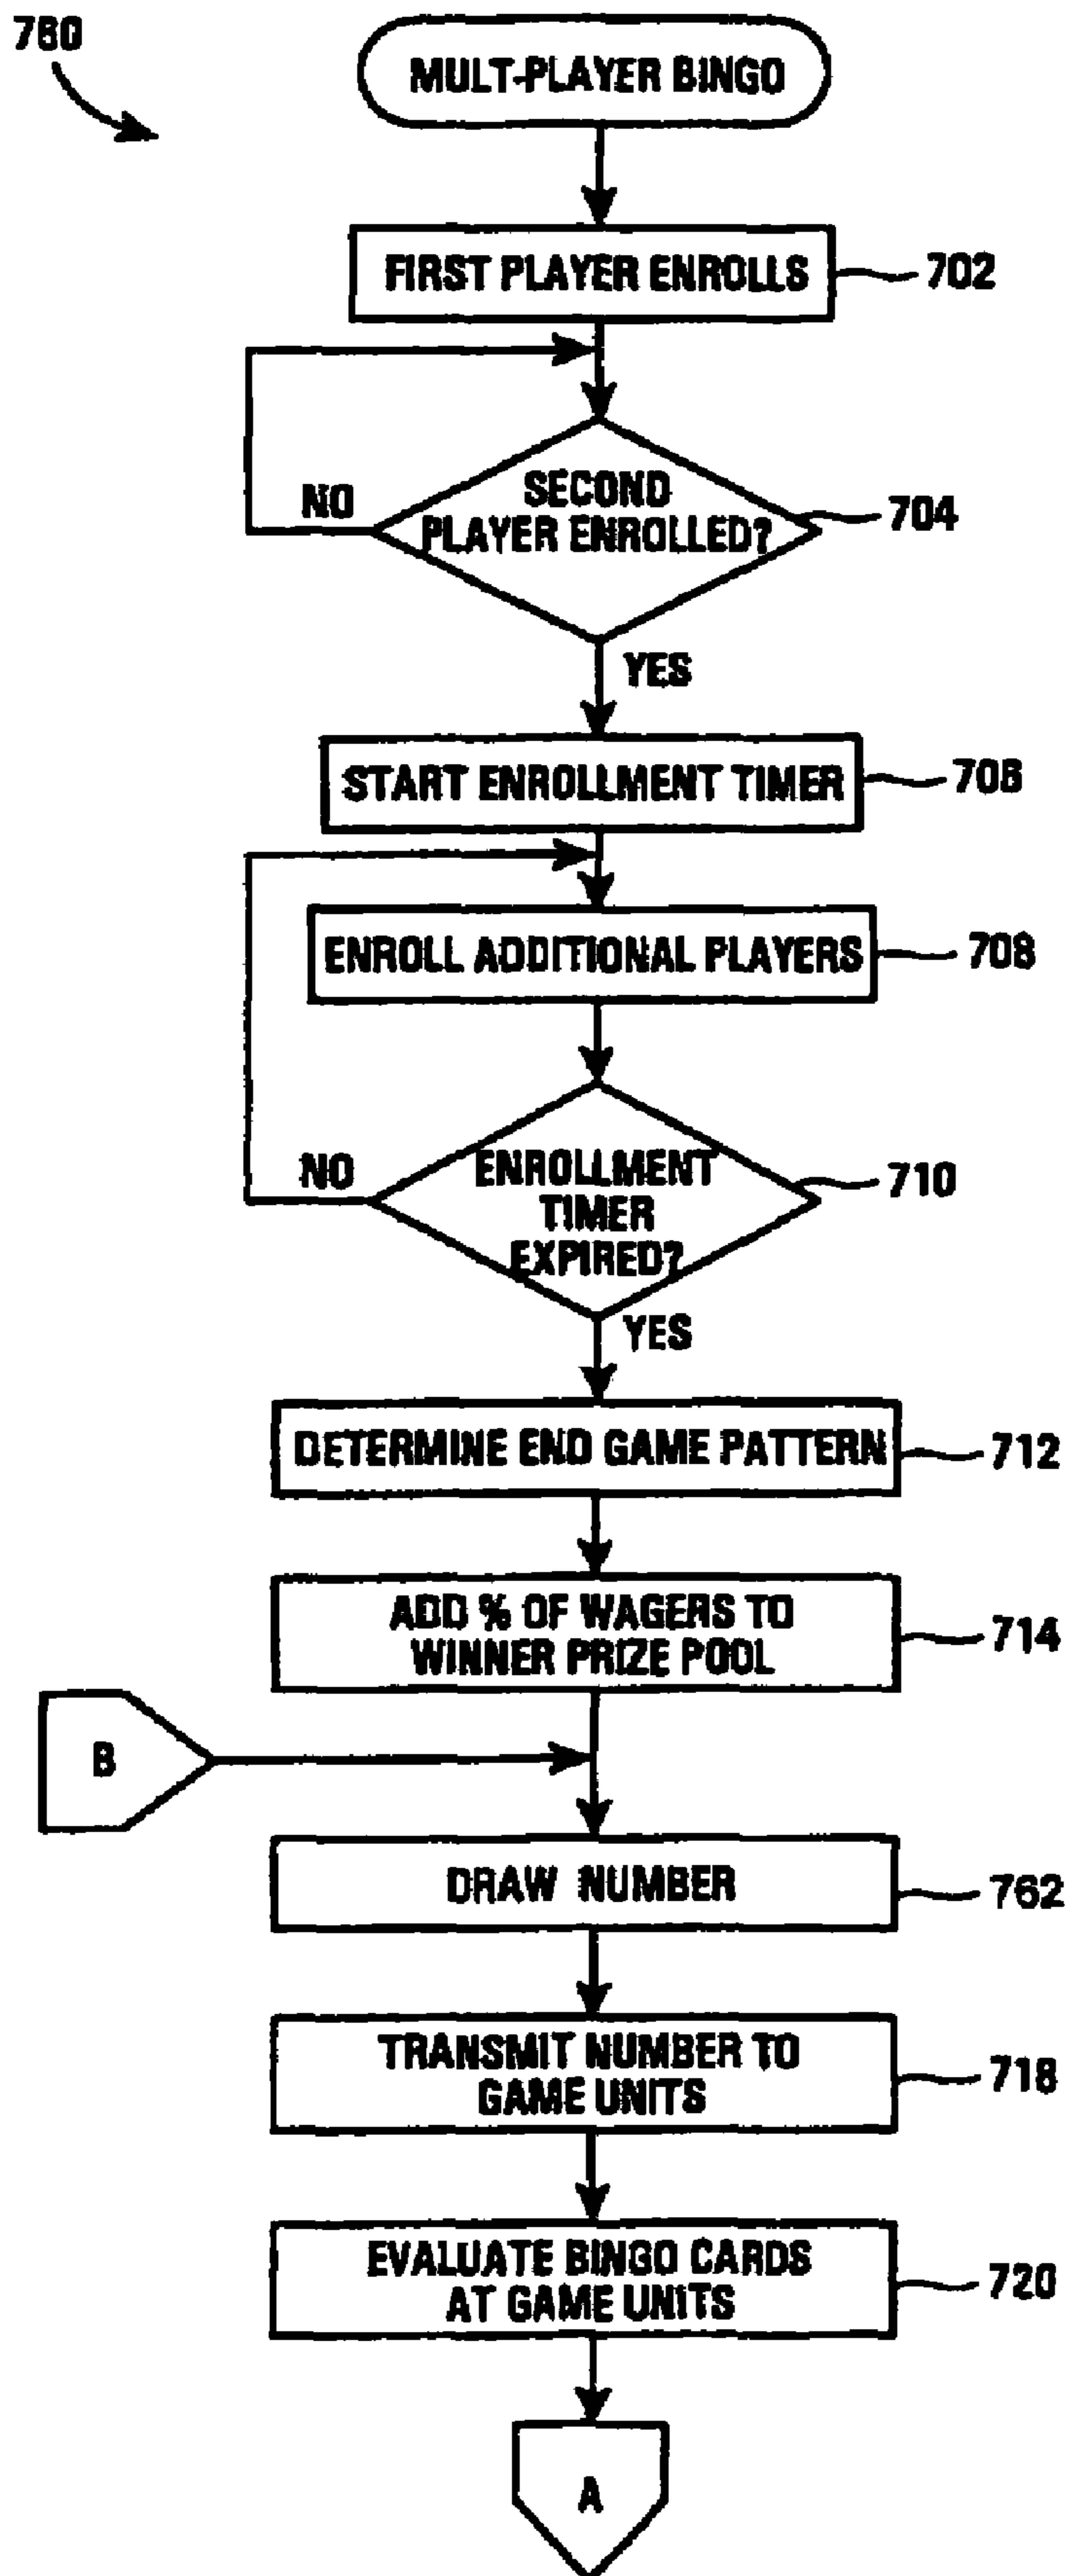 760
MULT-PLAYER BINGO
FIRST PLAYER ENROLLS
702
SECOND
PLAYER ENROLLED?
704
NO
YES
START ENROLLMENT TIMER
706
ENROLL ADDITIONAL PLAYERS
708
ENROLLMENT
TIMER
EXPIRED?
710
NO
YES
DETERMINE END GAME PATTERN
712
ADD % OF WAGERS TO
WINNER PRIZE POOL
714
B
DRAW NUMBER
762
TRANSMIT NUMBER TO
GAME UNITS
718
EVALUATE BINGO CARDS
AT GAME UNITS
720
A